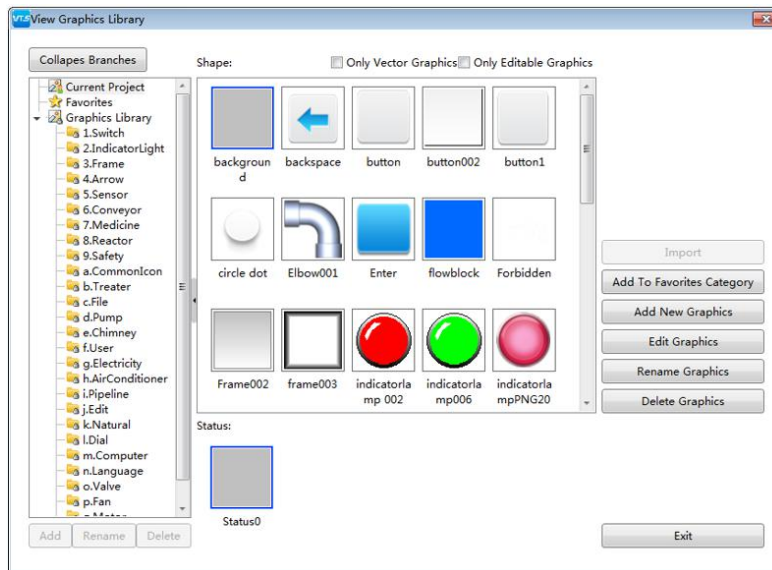 VT.S View Graphics Library
Collapes Branches
Current Project
Favorites
Graphics Library
1.Switch
2.IndicatorLight
3.Frame
4.Arrow
5.Sensor
6.Conveyor
7.Medicine
8.Reactor
9.Safety
a.CommonIcon
b.Treater
c.File
d.Pump
e.Chimney
f.User
g.Electricity
h.AirConditioner
i.Pipeline
j.Edit
k.Natural
l.Dial
m.Computer
n.Language
o.Valve
p.Fan
Add Rename Delete
Shape: Only Vector Graphics Only Editable Graphics
backgroun
d
backspace button button002 button1
circle dot Elbow001 Enter flowblock Forbidden
Frame002 frame003
indicatorla
mp 002
indicatorla
mp006
indicatorla
mpPNG20
Status:
Status0
Import
Add To Favorites Category
Add New Graphics
Edit Graphics
Rename Graphics
Delete Graphics
Exit